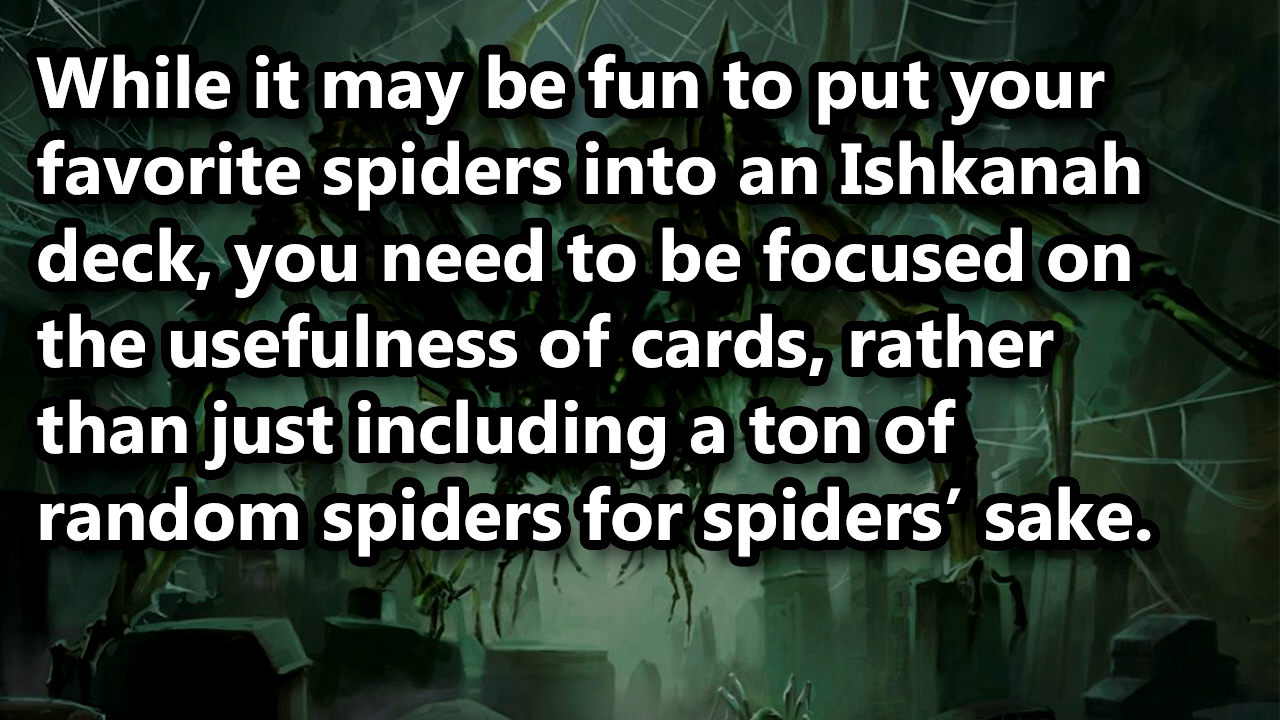 While it may be fun to put your
favorite spiders into an Ishkanah
deck, you need to be focused on
the usefulness of cards, rather
than just including a ton of
random spiders for spiders’ sake.